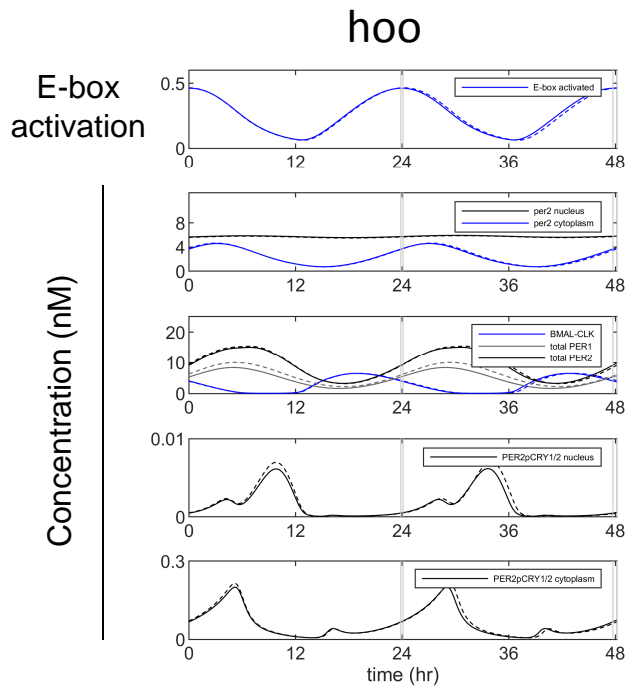 hoo
E-box
activation
0.5
0
E-box activated
0 12 24 36 48
8
4
0
per2 nucleus
per2 cytoplasm
0 12 24 36 48
Concentration (nM)
20
10
0
BMAL-CLK
total PER1
total PER2
0 12 24 36 48
0.01
0
PER2pCRY1/2 nucleus
0 12 24 36 48
0.3
0
PER2pCRY1/2 cytoplasm
0 12 24 36 48
time (hr)